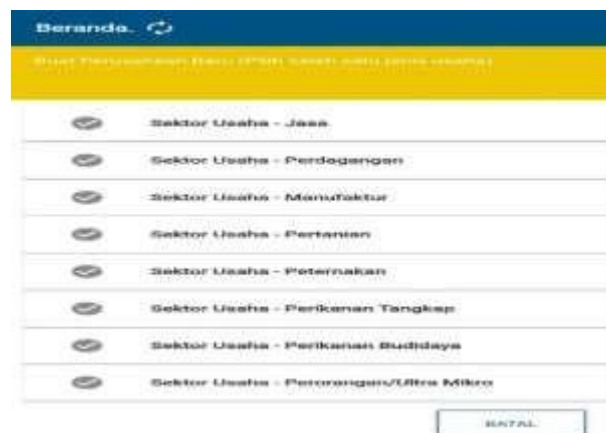 Beranda.
Buat Perusahaan Baru (Pilih salah satu jenis usaha)
Sektor Usaha - Jasa
Sektor Usaha - Perdagangan
Sektor Usaha - Manufaktur
Sektor Usaha - Pertanian
Sektor Usaha - Peternakan
Sektor Usaha - Perikanan Tangkap
Sektor Usaha - Perikanan Budidaya
Sektor Usaha - Perorangan/Ultra Mikro
BATAL